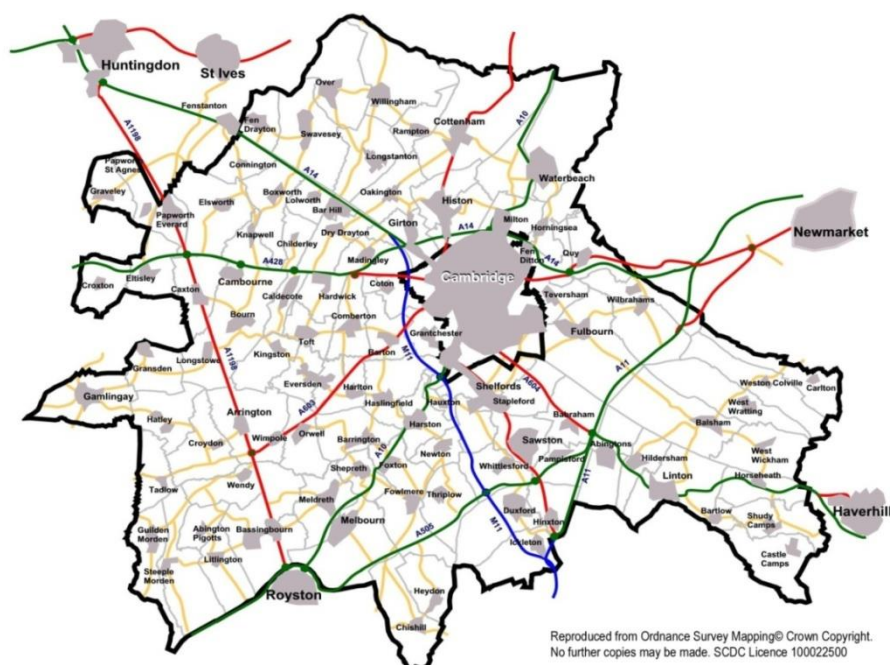 Huntingdon
St Ives
Over
Willingham
Fenstanton
Fen
Drayton
Swavesey
Rampton
Cottenham
A10
A1198
Longstanton
Connington
Papworth
St Agnes
A14
Waterbeach
Graveley
Boxworth
Lolworth
Oakington
Elsworth
Histon
Papworth
Everard
Bar Hill
Girton
Milton
Horningsea
Newmarket
Knapwell
Dry Drayton
A14
Childerley
Madingley
Fen
Ditton
Quy
A14
A428
Croxton
Eltisley
Cambourne
Coton
Cambridge
Caxton
Caldecote
Hardwick
Teversham
Wilbrahams
Bourn
Comberton
Grantchester
Fulbourn
Toft
Barton
M11
A11
Gransden
Longstowe
Kingston
A1198
Eversden
Harlton
Shelfords
A604
Weston Colville
Carlton
Gamlingay
Haslingfield
Hauxton
Stapleford
West
Wratting
Hatley
Arrington
A603
Harston
Babraham
Balsham
Croydon
Wimpole
Orwell
Barrington
Sawston
Abingtons
West
Wickham
A10
Newton
Foxton
Pampisford
Hildersham
Shepreth
Whittlesford
A11
Linton
Horseheath
Tadlow
Wendy
Meldreth
Fowlmere
Thriplow
Haverhill
Guilden
Morden
Abington
Pigotts
Bassingbourn
Melbourn
Duxford
Bartlow
Shudy
Camps
A505
M11
Hinxton
Litlington
Ickleton
Castle
Camps
Steeple
Morden
Royston
Heydon
Chishill
Reproduced from Ordnance Survey Mapping© Crown Copyright.
No further copies may be made. SCDC Licence 100022500